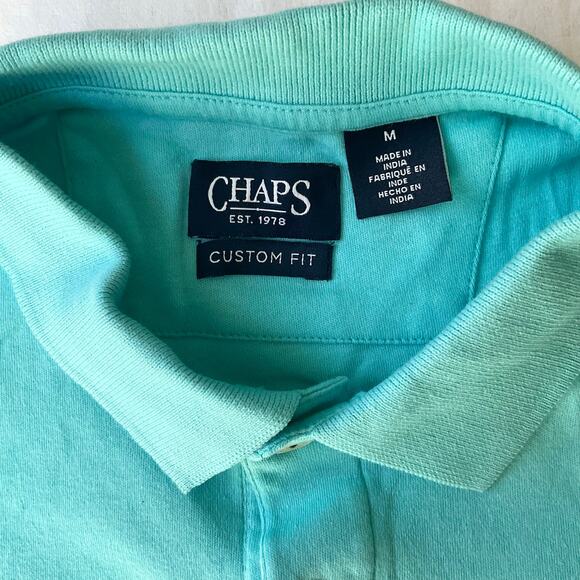 CHAPS
EST. 1978
CUSTOM FIT
M
MADE IN
INDIA
FABRIQUÉ EN
INDE
HECHO EN
INDIA